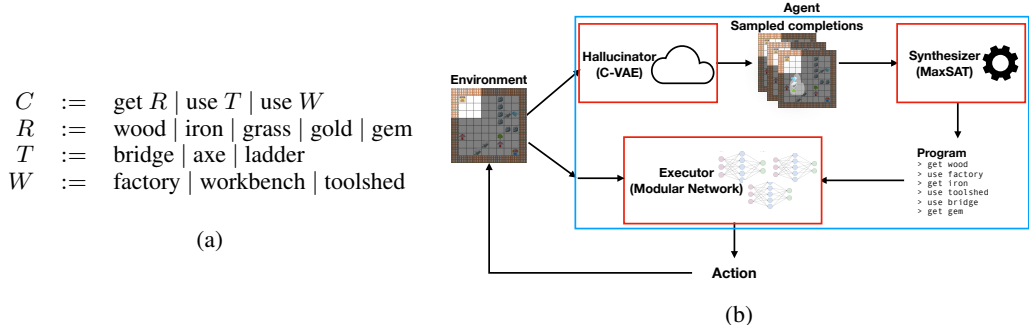 C := get R | use T | use W
R := wood | iron | grass | gold | gem
T := bridge | axe | ladder
W := factory | workbench | toolshed
(a)
Agent
Sampled completions
Hallucinator
(C-VAE)
Synthesizer
(MaxSAT)
Environment
Executor
(Modular Network)
Program
> get wood
> use factory
> get iron
> use toolshed
> use bridge
> get gem
Action
(b)